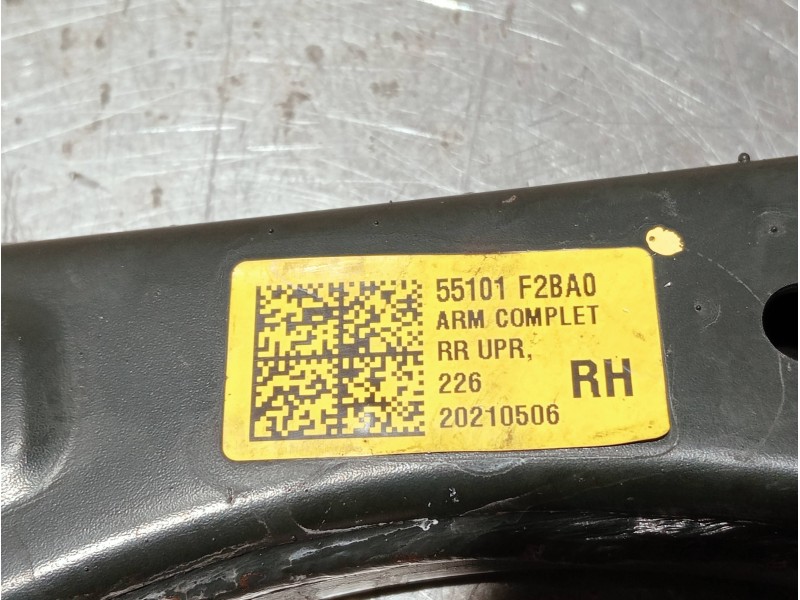 55101 F2BA0
ARM COMPLET
RR UPR,
226 RH
20210506